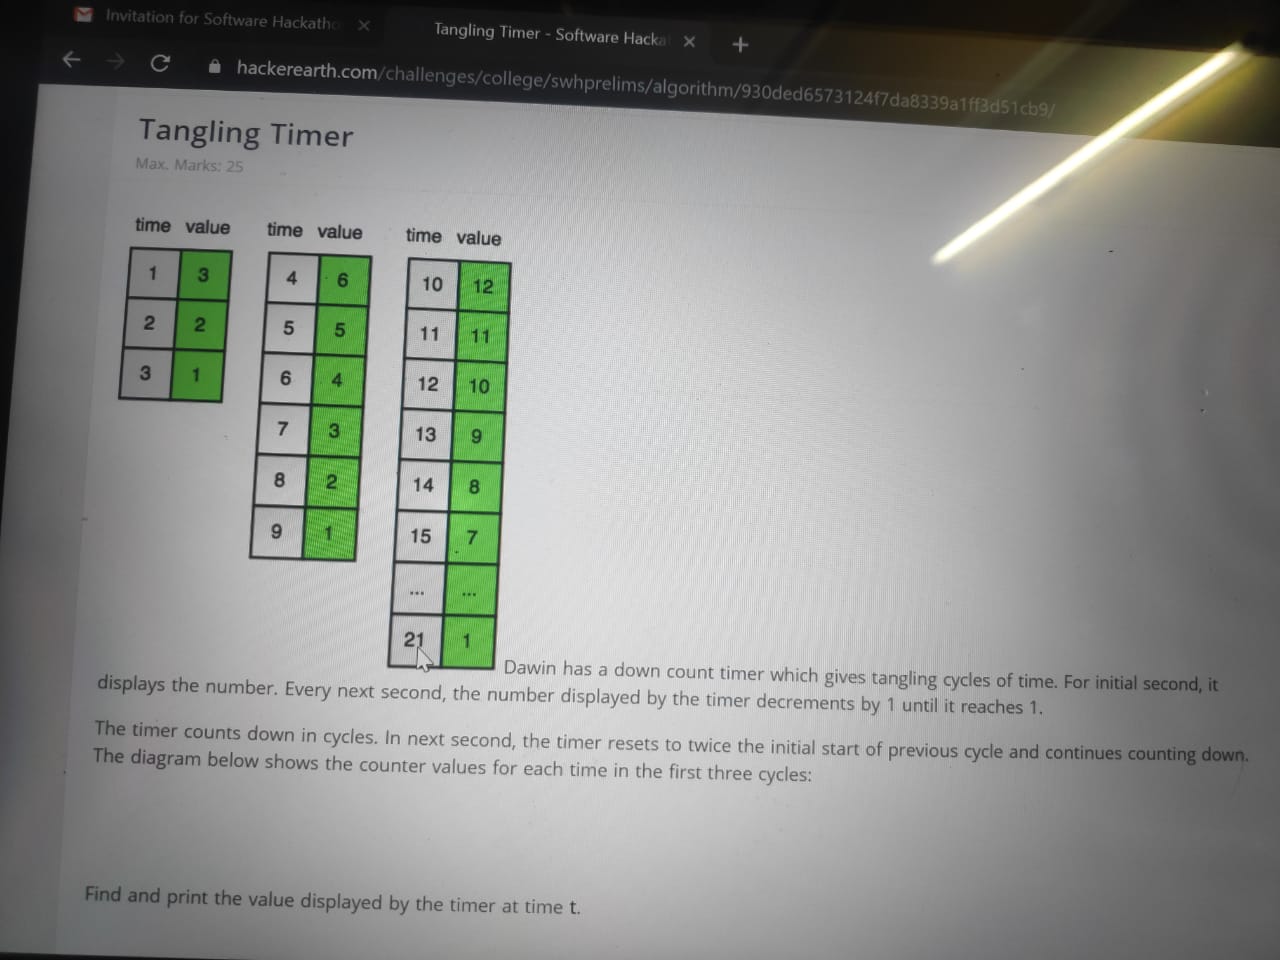 Invitation for Software Hackatho
Tangling Timer - Software Hacka
hackerearth.com/challenges/college/swhprelims/algorithm/930ded6573124f7da8339a1ff3d51cb9/
Tangling Timer
Max. Marks: 25
time value
1 3
2 2
3 1
time value
4 6
5 5
6 4
7 3
8 2
9 1
time value
10 12
11 11
12 10
13 9
14 8
15 7
... ...
21 1
Dawin has a down count timer which gives tangling cycles of time. For initial second, it
displays the number. Every next second, the number displayed by the timer decrements by 1 until it reaches 1.
The timer counts down in cycles. In next second, the timer resets to twice the initial start of previous cycle and continues counting down.
The diagram below shows the counter values for each time in the first three cycles:
Find and print the value displayed by the timer at time t.